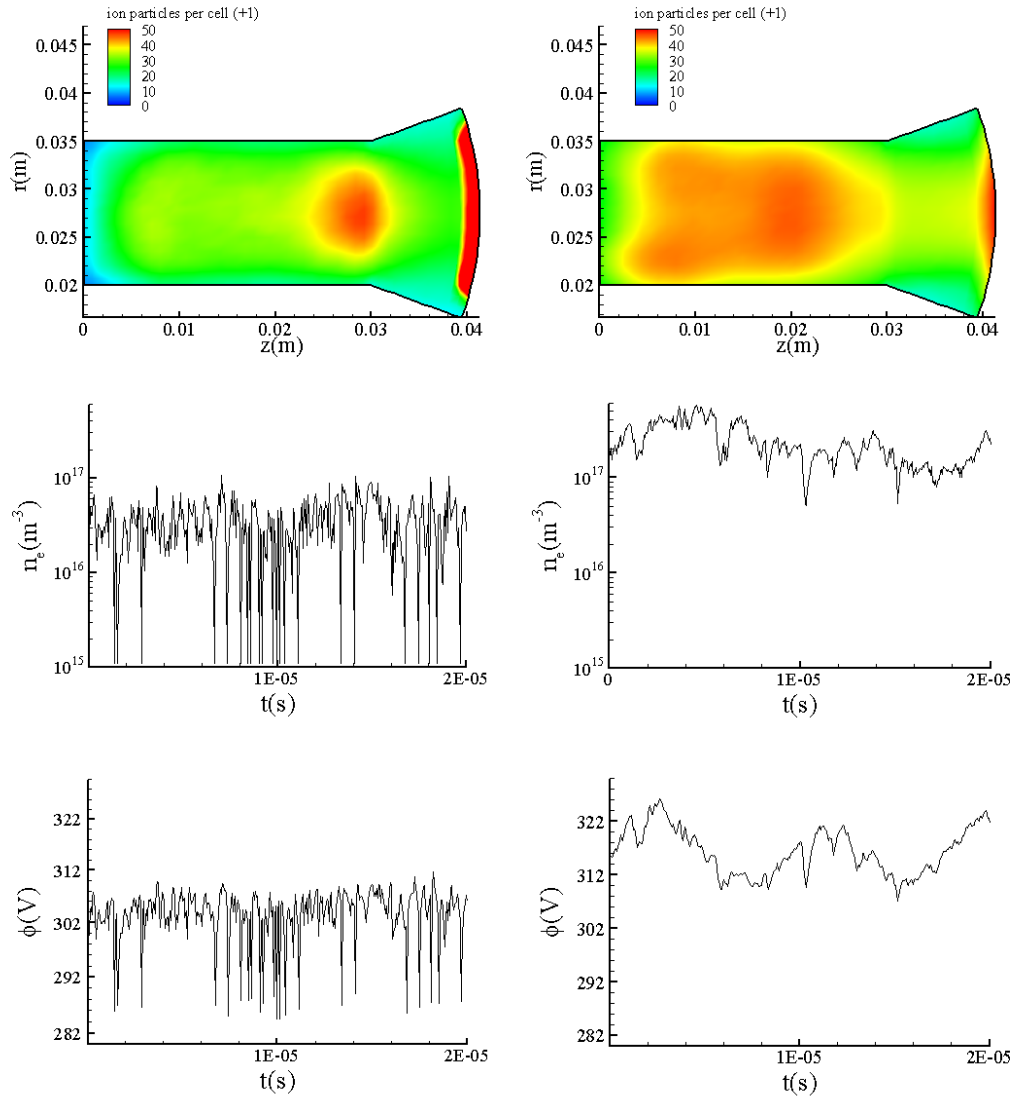 ion particles per cell (+1)
50
40
30
20
10
0
0.045
0.04
0.035
0.03
0.025
0.02
r(m)
0
0.01
0.02
0.03
0.04
z(m)
ion particles per cell (+1)
50
40
30
20
10
0
0.045
0.04
0.035
0.03
0.025
0.02
r(m)
0
0.01
0.02
0.03
0.04
z(m)
10^17
10^16
10^15
n_e(m^-3)
1E-05
2E-05
t(s)
10^17
10^16
10^15
n_e(m^-3)
0
1E-05
2E-05
t(s)
322
312
302
292
282
ϕ(V)
1E-05
2E-05
t(s)
322
312
302
292
282
ϕ(V)
1E-05
2E-05
t(s)